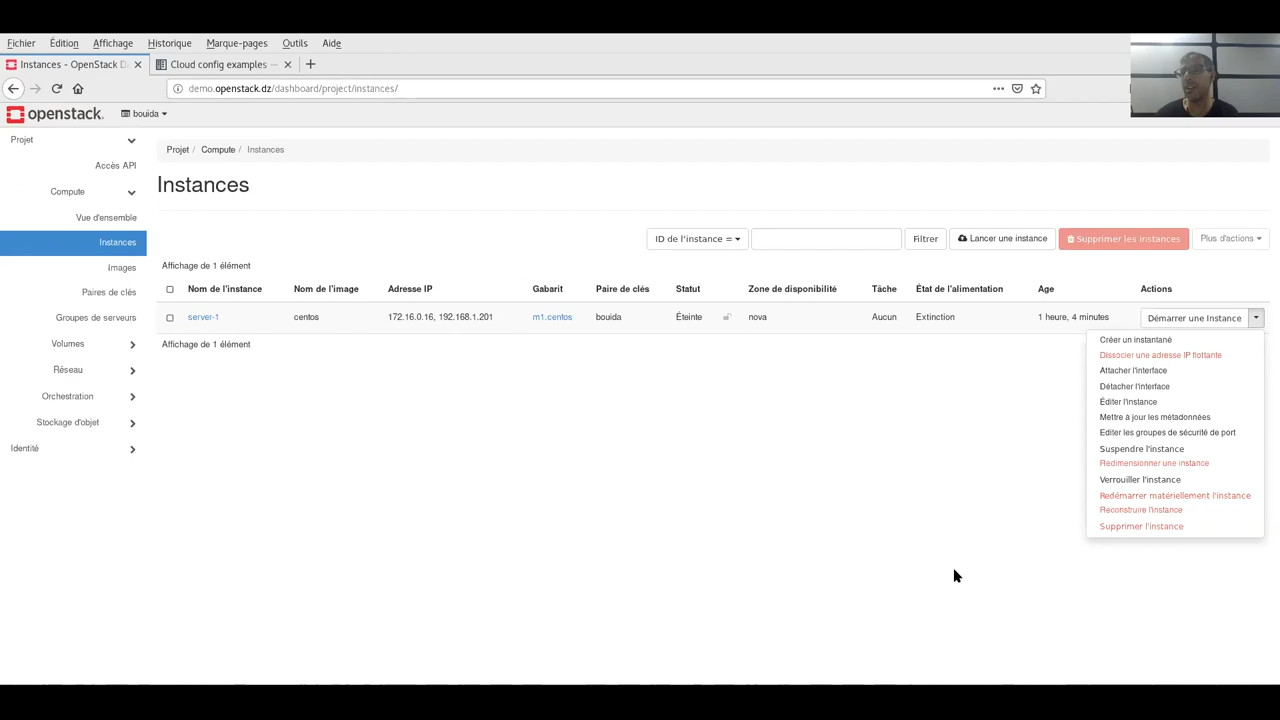 Fichier Édition Affichage Historique Marque-pages Outils Aide
Instances - OpenStack Da
Cloud config examples
demo.openstack.dz/dashboard/project/instances/
openstack. bouida
Projet
Accès API
Compute
Vue d'ensemble
Instances
Images
Paires de clés
Groupes de serveurs
Volumes
Réseau
Orchestration
Stockage d'objet
Identité
Projet / Compute / Instances
Instances
ID de l'instance = Filtrer Lancer une instance Supprimer les instances Plus d'actions
Affichage de 1 élément
Nom de l'instance Nom de l'image Adresse IP Gabarit Paire de clés Statut Zone de disponibilité Tâche État de l'alimentation Age Actions
server-1 centos 172.16.0.16, 192.168.1.201 m1.centos bouida Éteinte nova Aucun Extinction 1 heure, 4 minutes Démarrer une Instance
Affichage de 1 élément
Créer un instantané
Dissocier une adresse IP flottante
Attacher l'interface
Détacher l'interface
Éditer l'instance
Mettre à jour les métadonnées
Editer les groupes de sécurité de port
Suspendre l'instance
Redimensionner une instance
Verrouiller l'instance
Redémarrer matériellement l'instance
Reconstruire l'instance
Supprimer l'instance